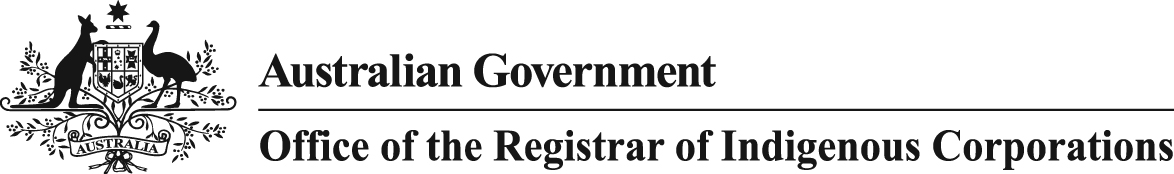 Australian Government
Office of the Registrar of Indigenous Corporations
AUSTRALIA